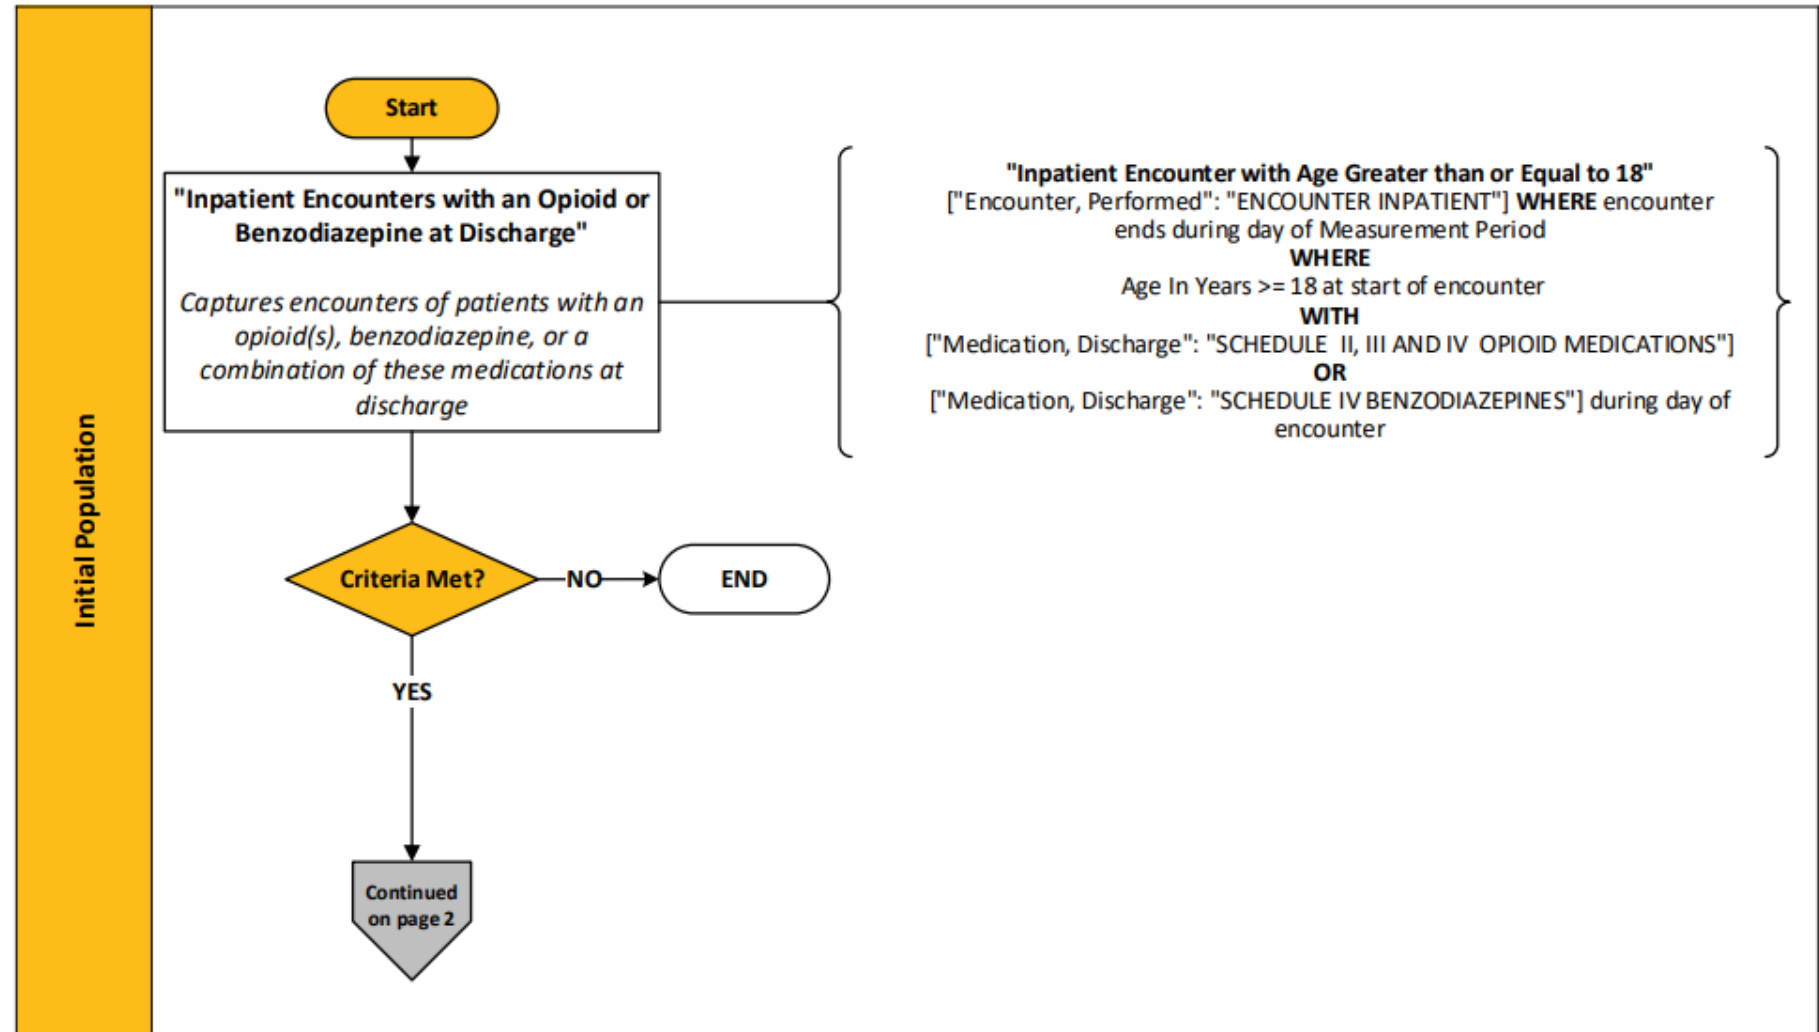 Initial Population
Start
"Inpatient Encounters with an Opioid or
Benzodiazepine at Discharge"
Captures encounters of patients with an
opioid(s), benzodiazepine, or a
combination of these medications at
discharge
"Inpatient Encounter with Age Greater than or Equal to 18"
["Encounter, Performed": "ENCOUNTER INPATIENT"] WHERE encounter
ends during day of Measurement Period
WHERE
Age In Years >= 18 at start of encounter
WITH
["Medication, Discharge": "SCHEDULE  II, III AND IV  OPIOID MEDICATIONS"]
OR
["Medication, Discharge": "SCHEDULE IV BENZODIAZEPINES"] during day of
encounter
Criteria Met?
NO
END
YES
Continued
on page 2